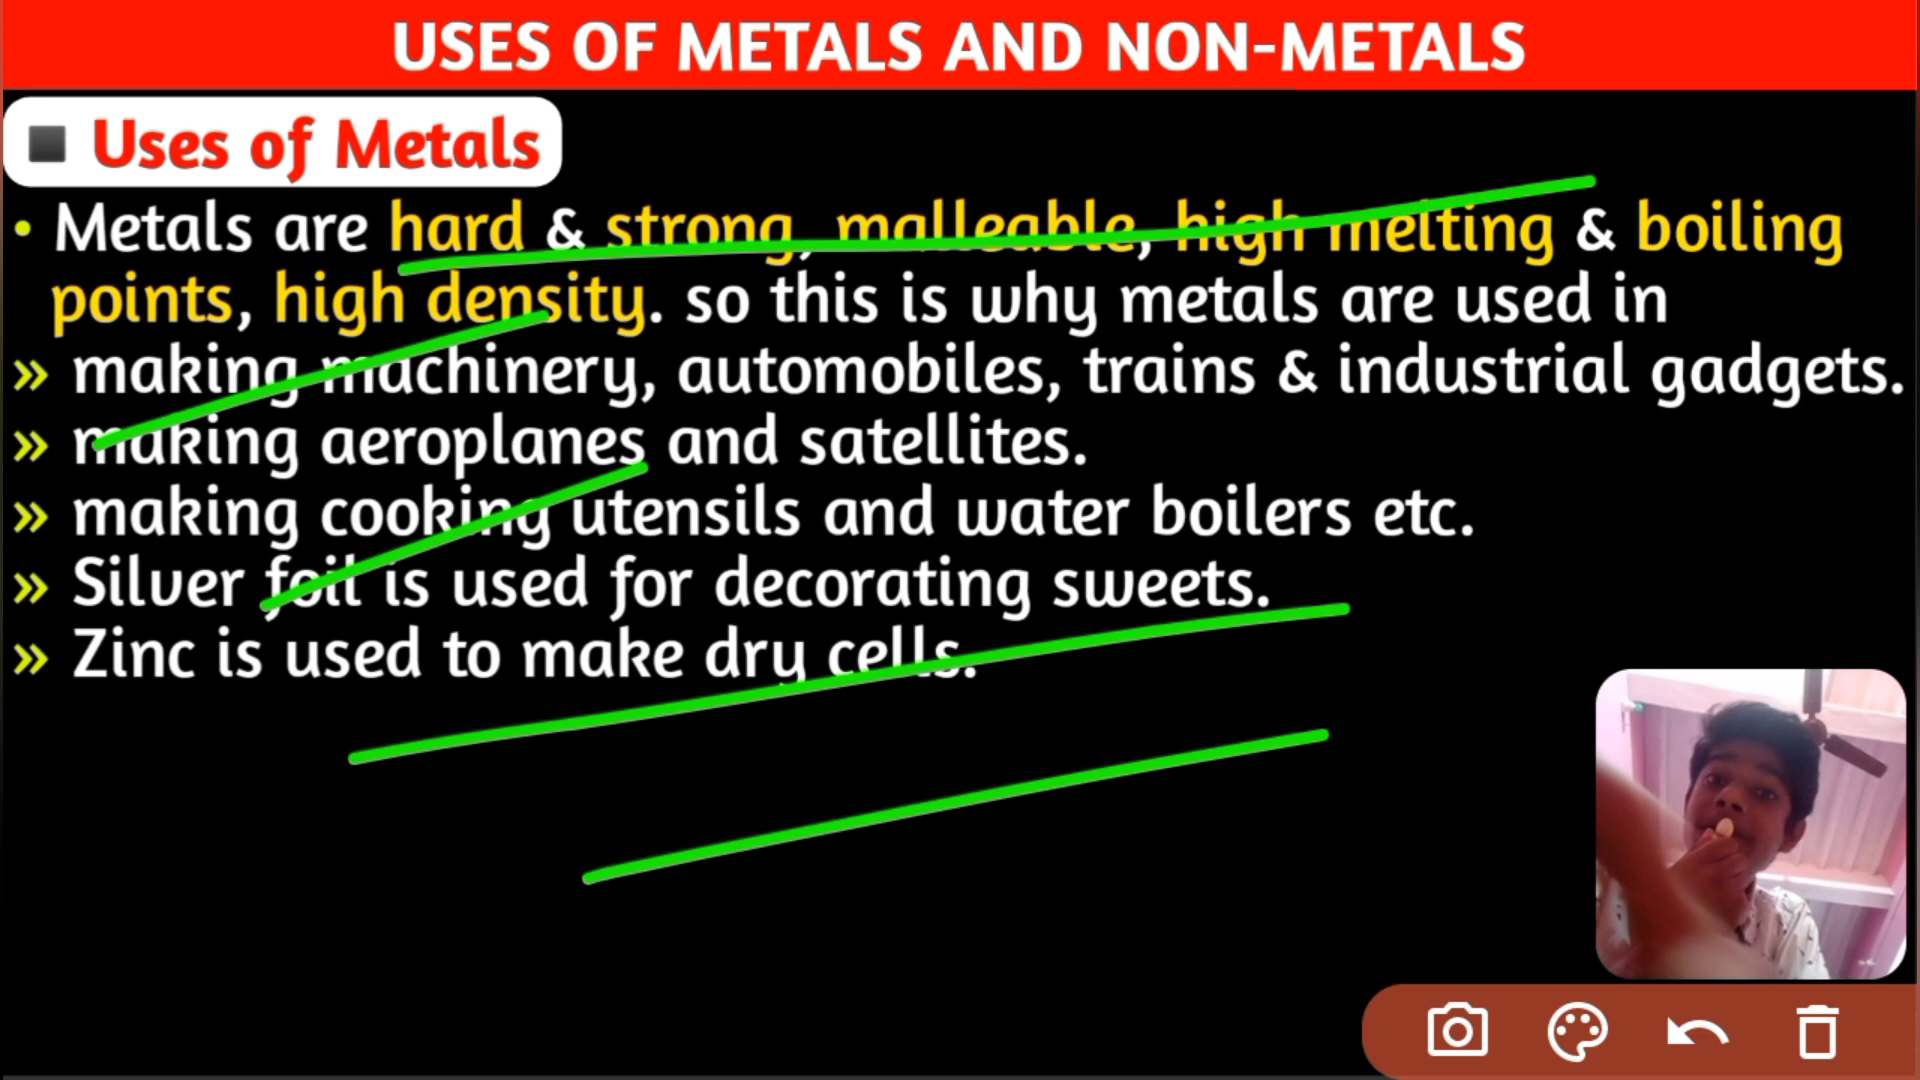 USES OF METALS AND NON-METALS
Uses of Metals
• Metals are hard & strong, malleable, high melting & boiling
points, high density. so this is why metals are used in
» making machinery, automobiles, trains & industrial gadgets.
» making aeroplanes and satellites.
» making cooking utensils and water boilers etc.
» Silver foil is used for decorating sweets.
» Zinc is used to make dry cells.